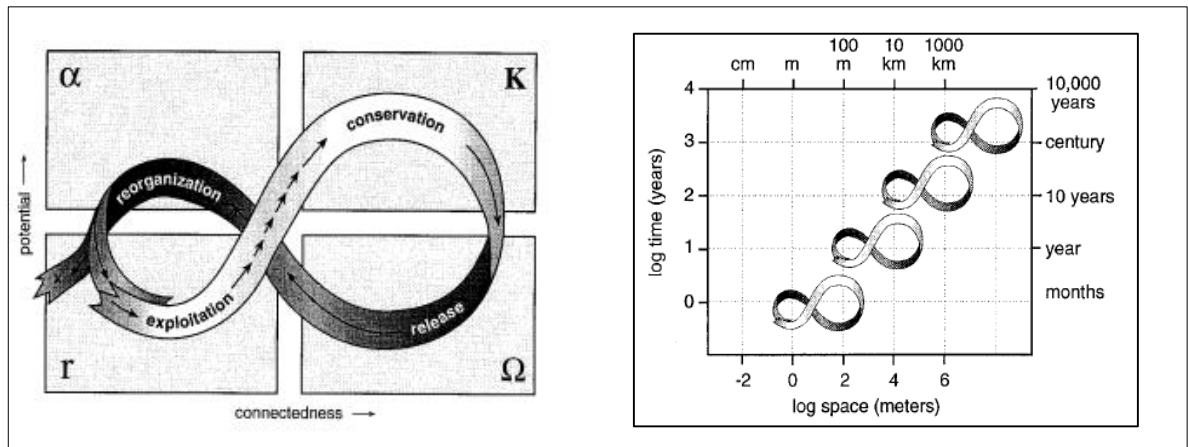 α
K
conservation
reorganization
potential →
exploitation
release
r
Ω
connectedness →
100 10 1000
cm m m km km
4
3
2
1
0
log time (years)
10,000
years
century
10 years
year
months
-2 0 2 4 6
log space (meters)